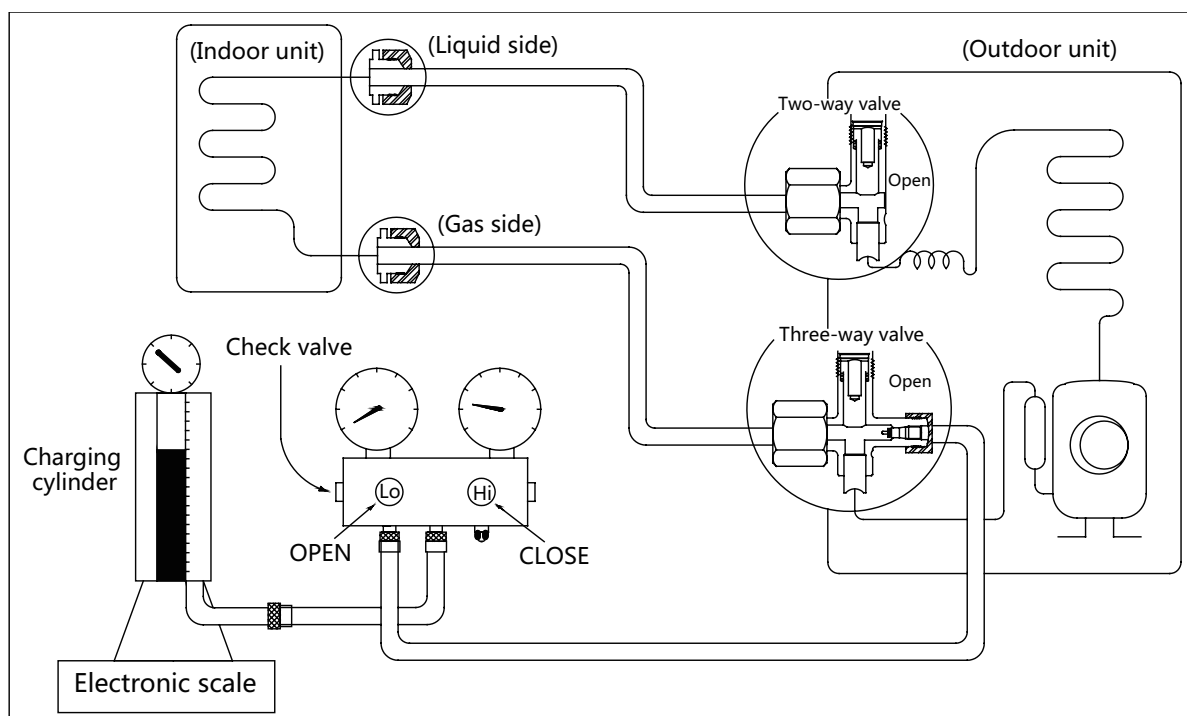 (Indoor unit)
(Liquid side)
(Outdoor unit)
Two-way valve
Open
(Gas side)
Three-way valve
Open
Check valve
Charging
cylinder
Lo
Hi
OPEN
CLOSE
Electronic scale